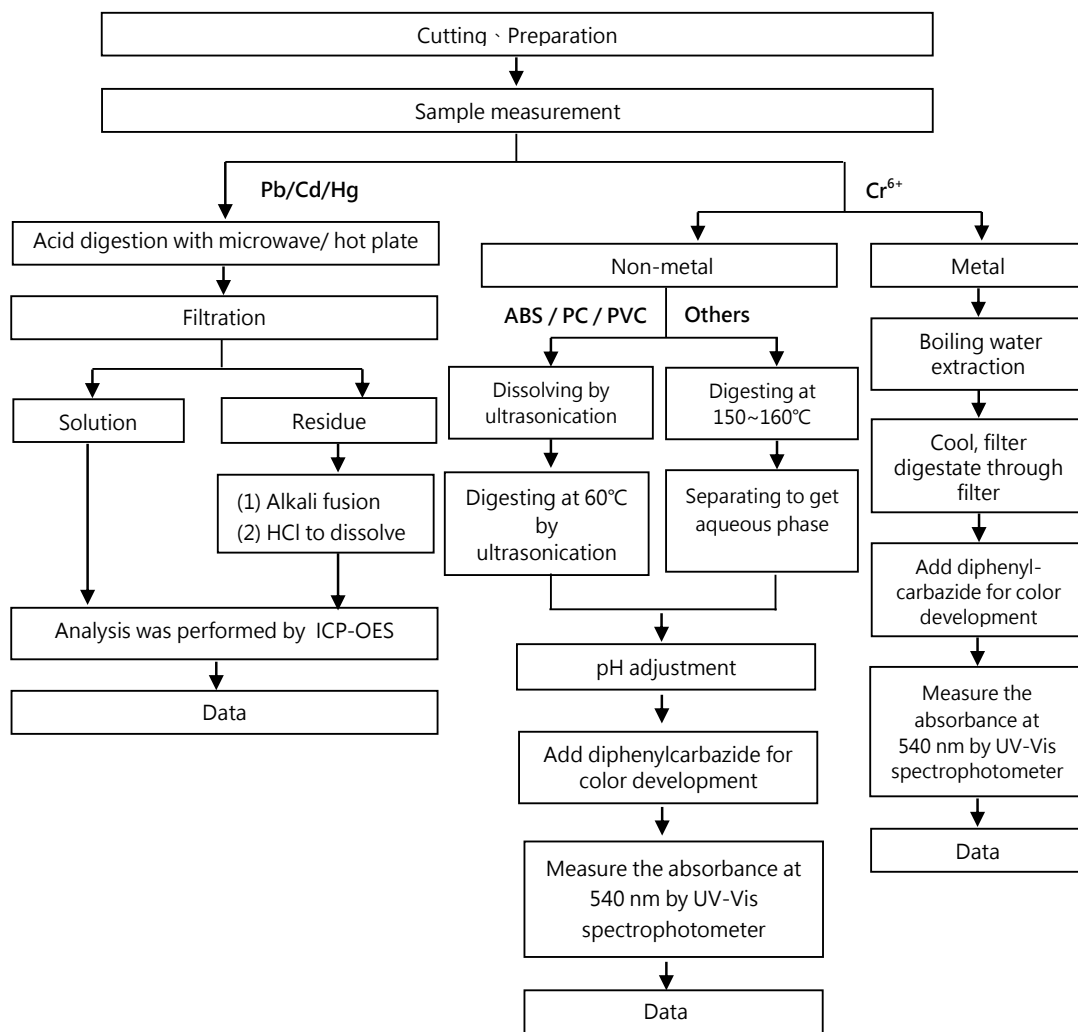 Cutting、Preparation
Sample measurement
Pb/Cd/Hg
Cr6+
Acid digestion with microwave/ hot plate
Filtration
Solution
Residue
(1) Alkali fusion
(2) HCl to dissolve
Analysis was performed by ICP-OES
Data
Non-metal
ABS / PC / PVC
Others
Dissolving by
ultrasonication
Digesting at 60℃
by
ultrasonication
Digesting at
150~160℃
Separating to get
aqueous phase
pH adjustment
Add diphenylcarbazide for
color development
Measure the absorbance at
540 nm by UV-Vis
spectrophotometer
Data
Metal
Boiling water
extraction
Cool, filter
digestate through
filter
Add diphenyl-
carbazide for color
development
Measure the
absorbance at
540 nm by UV-Vis
spectrophotometer
Data